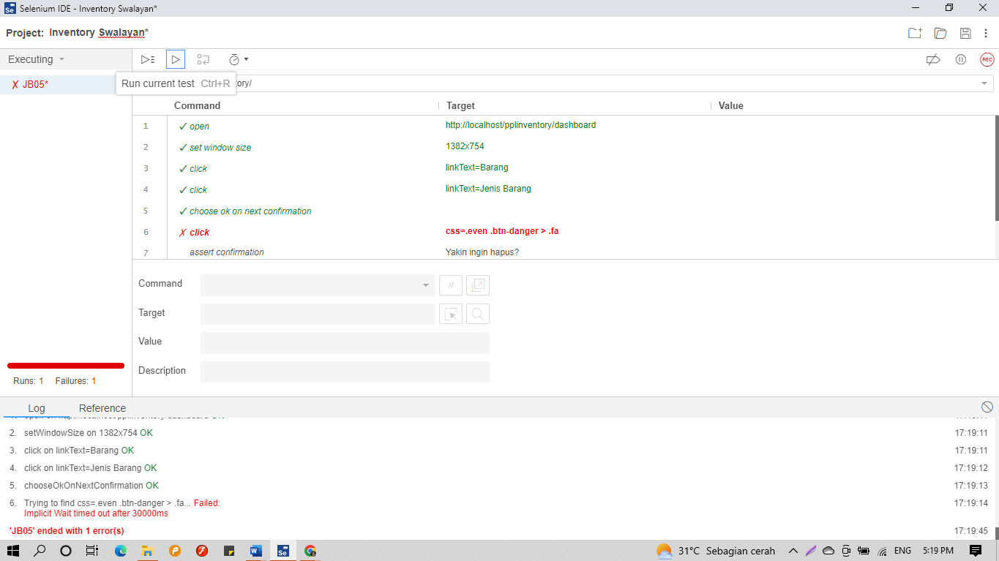 Selenium IDE - Inventory Swalayan*
Project: Inventory Swalayan*
Executing
REC
JB05*
Run current test Ctrl+R
ory/
Command Target Value
1 open http://localhost/pplinventory/dashboard
2 set window size 1382x754
3 click linkText=Barang
4 click linkText=Jenis Barang
5 choose ok on next confirmation
6 click css=.even .btn-danger > .fa
7 assert confirmation Yakin ingin hapus?
Command //
Target
Value
Description
Runs: 1 Failures: 1
Log Reference
2. setWindowSize on 1382x754 OK 17:19:11
3. click on linkText=Barang OK 17:19:11
4. click on linkText=Jenis Barang OK 17:19:12
5. chooseOkOnNextConfirmation OK 17:19:13
6. Trying to find css=.even .btn-danger > .fa... Failed: 17:19:14
Implicit Wait timed out after 30000ms
'JB05' ended with 1 error(s) 17:19:45
31°C Sebagian cerah ENG 5:19 PM